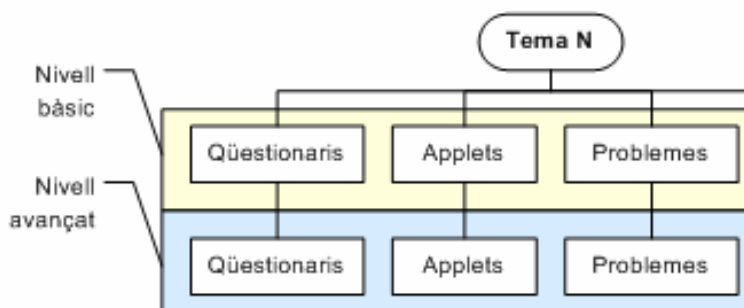 Tema N
Nivell
bàsic
Qüestionaris
Applets
Problemes
Nivell
avançat
Qüestionaris
Applets
Problemes